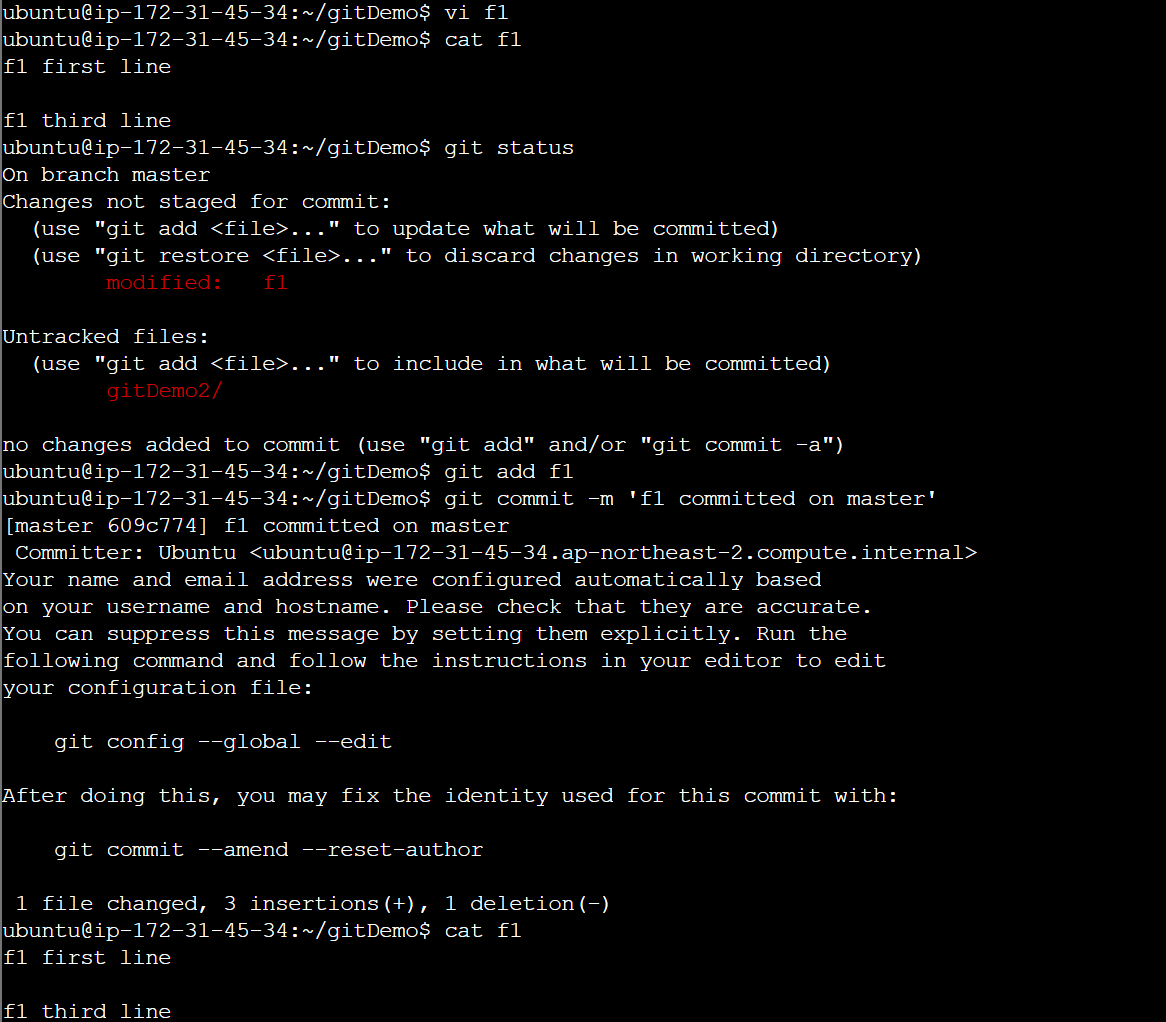 ubuntu@ip-172-31-45-34:~/gitDemo$ vi f1
ubuntu@ip-172-31-45-34:~/gitDemo$ cat f1
f1 first line

f1 third line
ubuntu@ip-172-31-45-34:~/gitDemo$ git status
On branch master
Changes not staged for commit:
  (use "git add <file>..." to update what will be committed)
  (use "git restore <file>..." to discard changes in working directory)
        modified:   f1

Untracked files:
  (use "git add <file>..." to include in what will be committed)
        gitDemo2/

no changes added to commit (use "git add" and/or "git commit -a")
ubuntu@ip-172-31-45-34:~/gitDemo$ git add f1
ubuntu@ip-172-31-45-34:~/gitDemo$ git commit -m 'f1 committed on master'
[master 609c774] f1 committed on master
 Committer: Ubuntu <ubuntu@ip-172-31-45-34.ap-northeast-2.compute.internal>
Your name and email address were configured automatically based
on your username and hostname. Please check that they are accurate.
You can suppress this message by setting them explicitly. Run the
following command and follow the instructions in your editor to edit
your configuration file:

    git config --global --edit

After doing this, you may fix the identity used for this commit with:

    git commit --amend --reset-author

 1 file changed, 3 insertions(+), 1 deletion(-)
ubuntu@ip-172-31-45-34:~/gitDemo$ cat f1
f1 first line

f1 third line